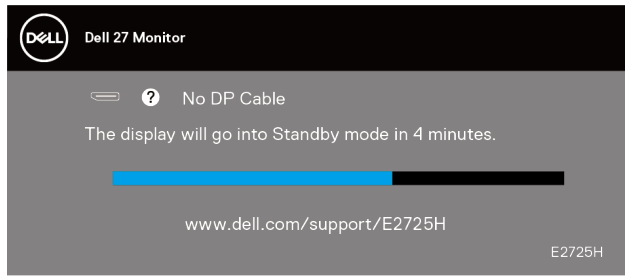 DELL
Dell 27 Monitor
? No DP Cable
The display will go into Standby mode in 4 minutes.
www.dell.com/support/E2725H
E2725H